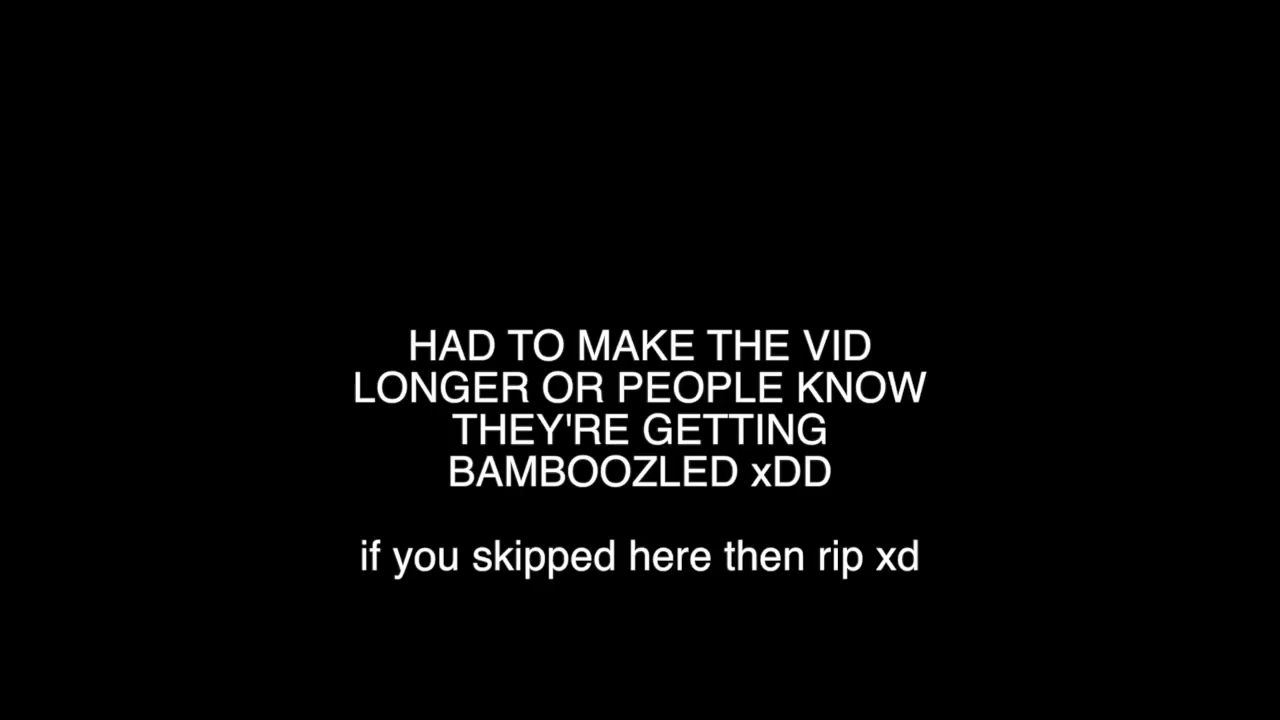 HAD TO MAKE THE VID
LONGER OR PEOPLE KNOW
THEY'RE GETTING
BAMBOOZLED xDD
if you skipped here then rip xd